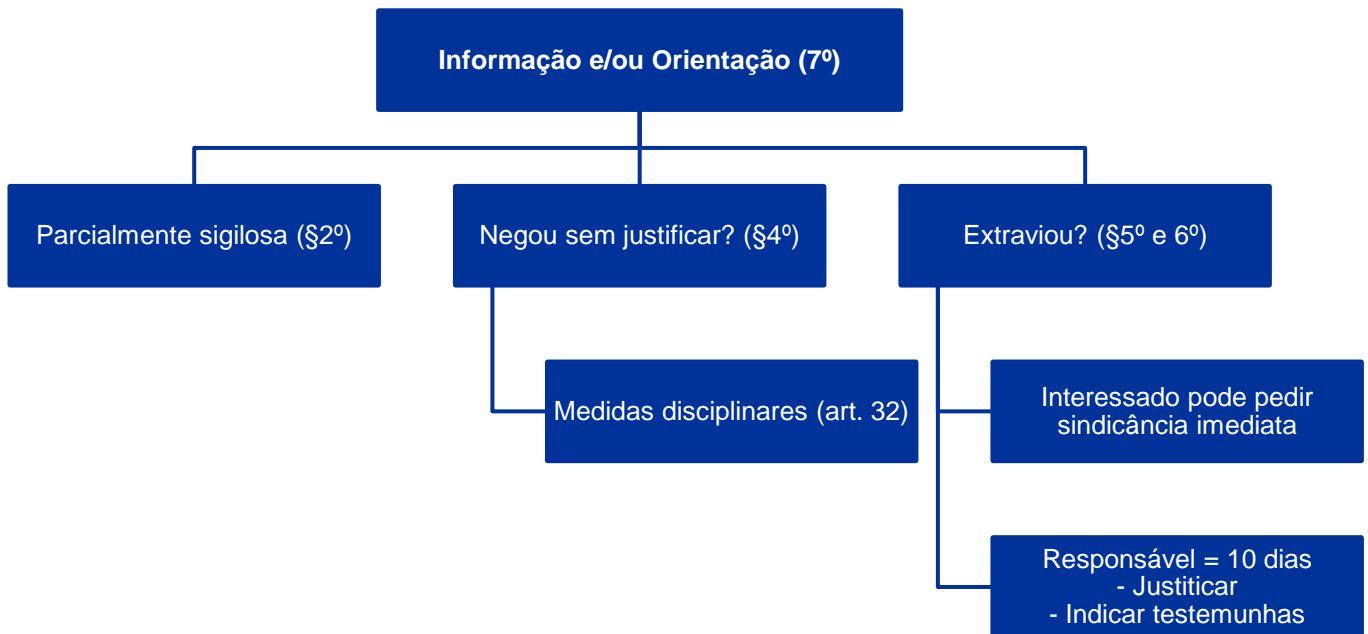 Informação e/ou Orientação (7º)
Parcialmente sigilosa (§2º)
Negou sem justificar? (§4º)
Extraviou? (§5º e 6º)
Medidas disciplinares (art. 32)
Interessado pode pedir
sindicância imediata
Responsável = 10 dias
- Justiticar
- Indicar testemunhas